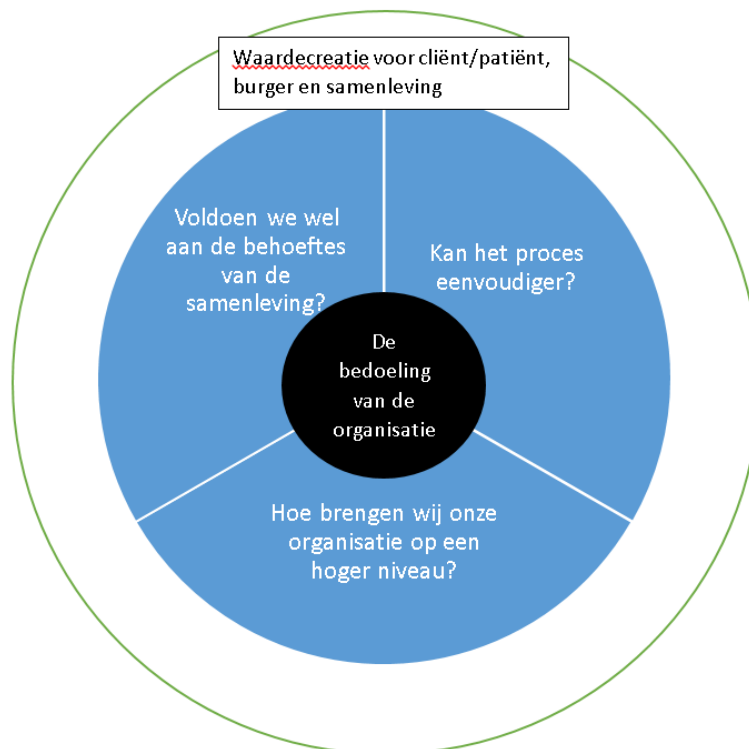 Waardecreatie voor cliënt/patiënt,
burger en samenleving
Voldoen we wel
aan de behoeftes
van de
samenleving?
Kan het proces
eenvoudiger?
De
bedoeling
van de
organisatie
Hoe brengen wij onze
organisatie op een
hoger niveau?